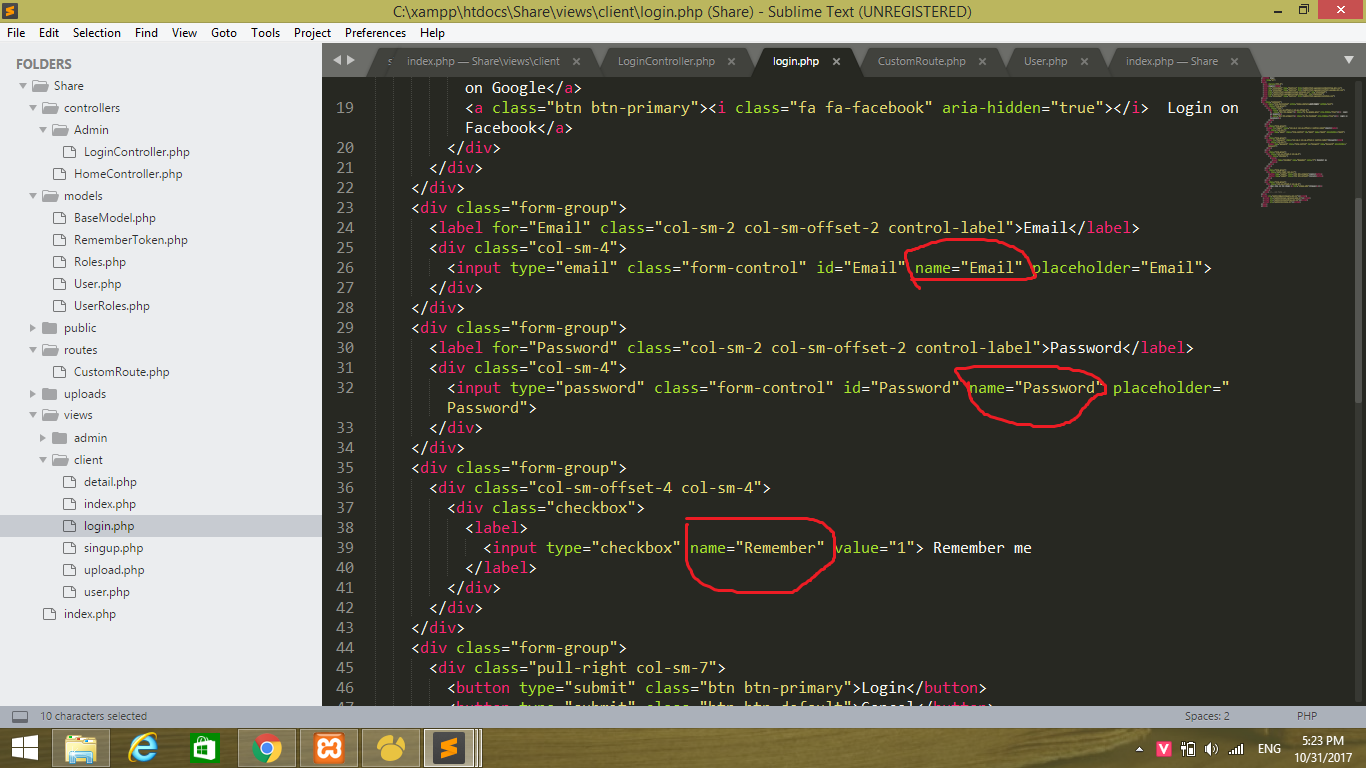 C:\xampp\htdocs\Share\views\client\login.php (Share) - Sublime Text (UNREGISTERED)
File Edit Selection Find View Goto Tools Project Preferences Help
FOLDERS
Share
controllers
Admin
LoginController.php
HomeController.php
models
BaseModel.php
RememberToken.php
Roles.php
User.php
UserRoles.php
public
routes
CustomRoute.php
uploads
views
admin
client
detail.php
index.php
login.php
singup.php
upload.php
user.php
index.php
index.php — Share\views\client LoginController.php login.php CustomRoute.php User.php index.php — Share
on Google</a>
19 <a class="btn btn-primary"><i class="fa fa-facebook" aria-hidden="true"></i> Login on
Facebook</a>
20 </div>
21 </div>
22 </div>
23 <div class="form-group">
24 <label for="Email" class="col-sm-2 col-sm-offset-2 control-label">Email</label>
25 <div class="col-sm-4">
26 <input type="email" class="form-control" id="Email" name="Email" placeholder="Email">
27 </div>
28 </div>
29 <div class="form-group">
30 <label for="Password" class="col-sm-2 col-sm-offset-2 control-label">Password</label>
31 <div class="col-sm-4">
32 <input type="password" class="form-control" id="Password" name="Password" placeholder="
Password">
33 </div>
34 </div>
35 <div class="form-group">
36 <div class="col-sm-offset-4 col-sm-4">
37 <div class="checkbox">
38 <label>
39 <input type="checkbox" name="Remember" value="1"> Remember me
40 </label>
41 </div>
42 </div>
43 </div>
44 <div class="form-group">
45 <div class="pull-right col-sm-7">
46 <button type="submit" class="btn btn-primary">Login</button>
47 <button type="submit" class="btn btn-default">Cancel</button>
10 characters selected Spaces: 2 PHP
ENG
5:23 PM
10/31/2017